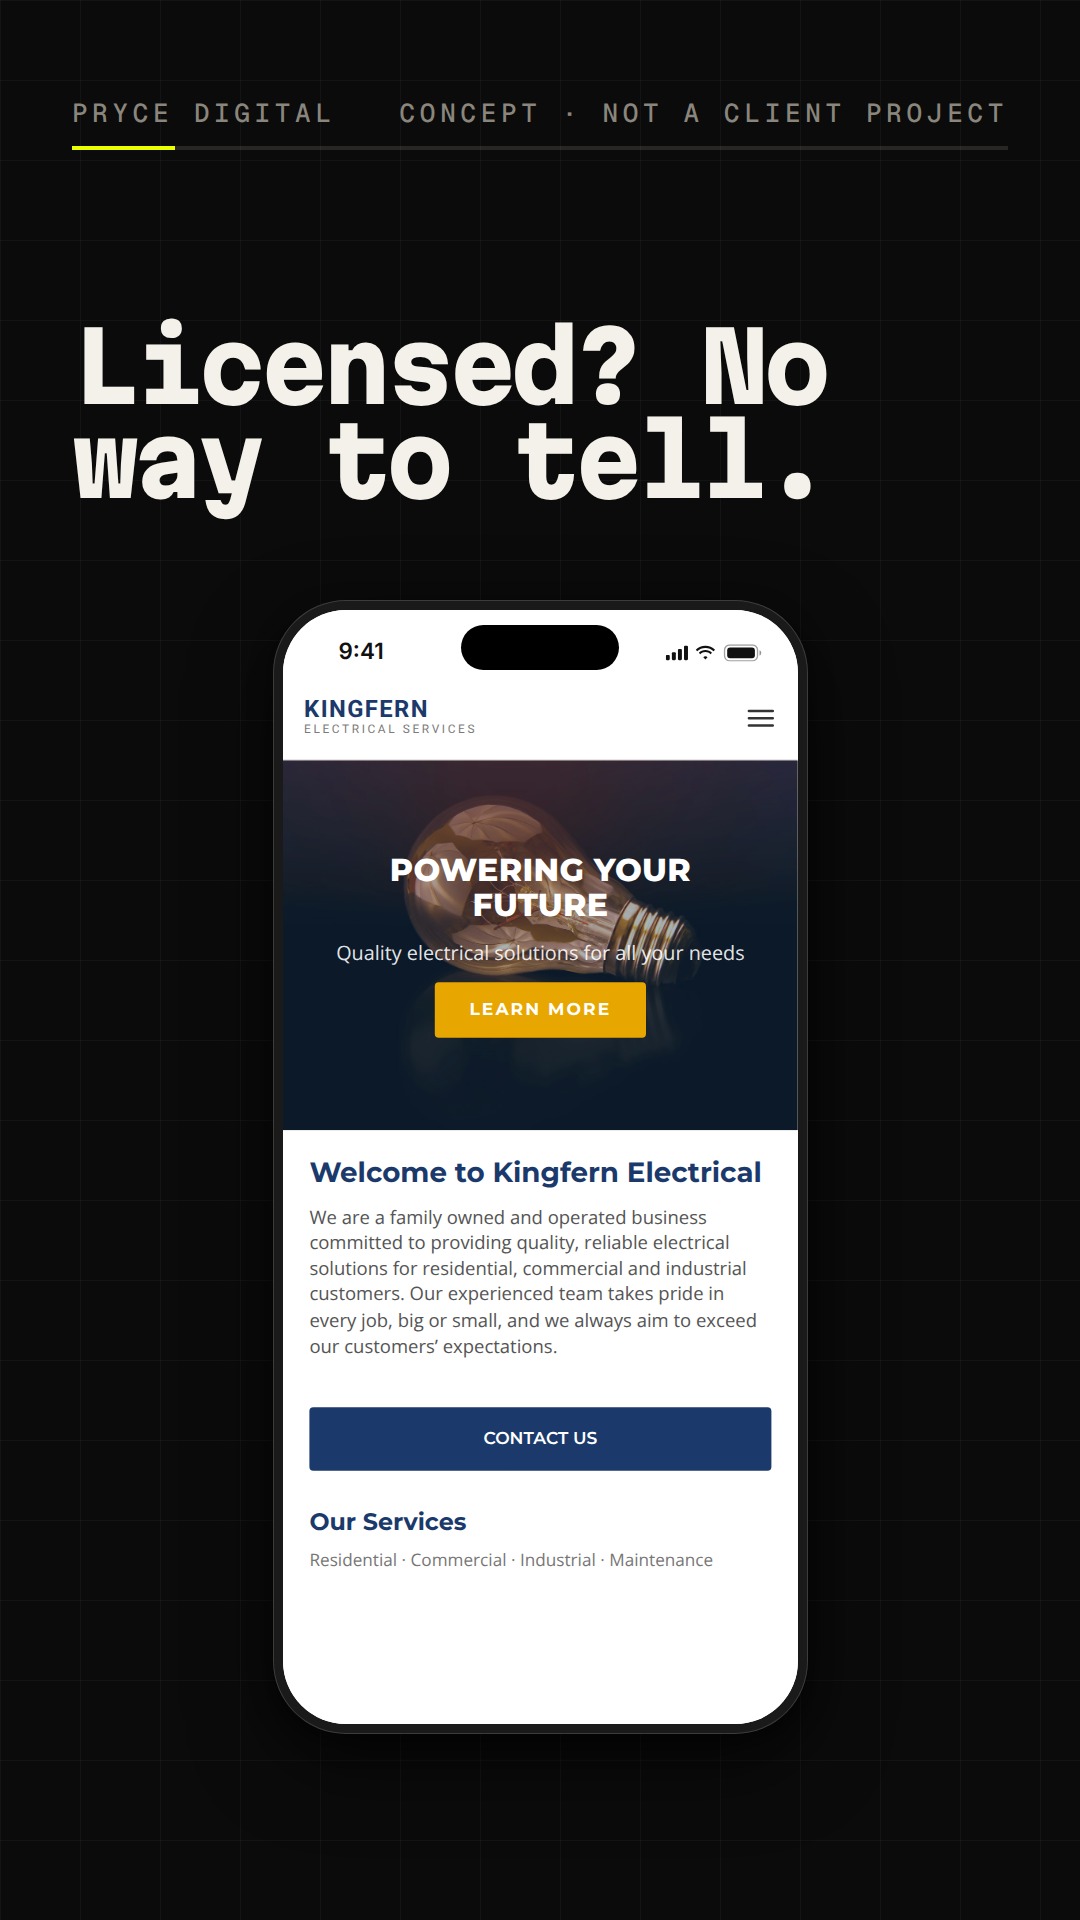 PRYCE DIGITAL CONCEPT · NOT A CLIENT PROJECT
Licensed? No
way to tell.
9:41
KINGFERN
ELECTRICAL SERVICES
POWERING YOUR
FUTURE
Quality electrical solutions for all your needs
LEARN MORE
Welcome to Kingfern Electrical
We are a family owned and operated business
committed to providing quality, reliable electrical
solutions for residential, commercial and industrial
customers. Our experienced team takes pride in
every job, big or small, and we always aim to exceed
our customers’ expectations.
CONTACT US
Our Services
Residential · Commercial · Industrial · Maintenance